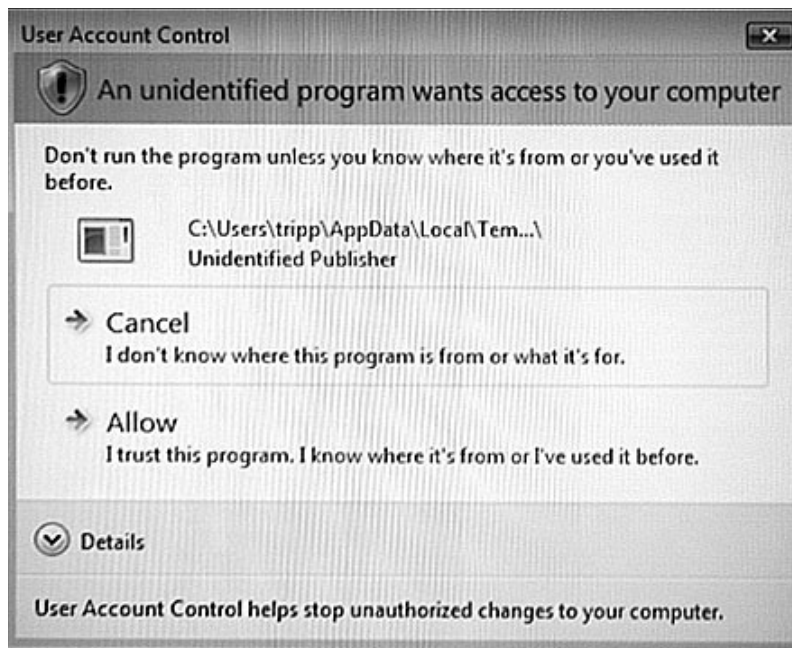 User Account Control
An unidentified program wants access to your computer
Don't run the program unless you know where it's from or you've used it
before.
C:\Users\tripp\AppData\Local\Tem...\
Unidentified Publisher
Cancel
I don't know where this program is from or what it's for.
Allow
I trust this program. I know where it's from or I've used it before.
Details
User Account Control helps stop unauthorized changes to your computer.